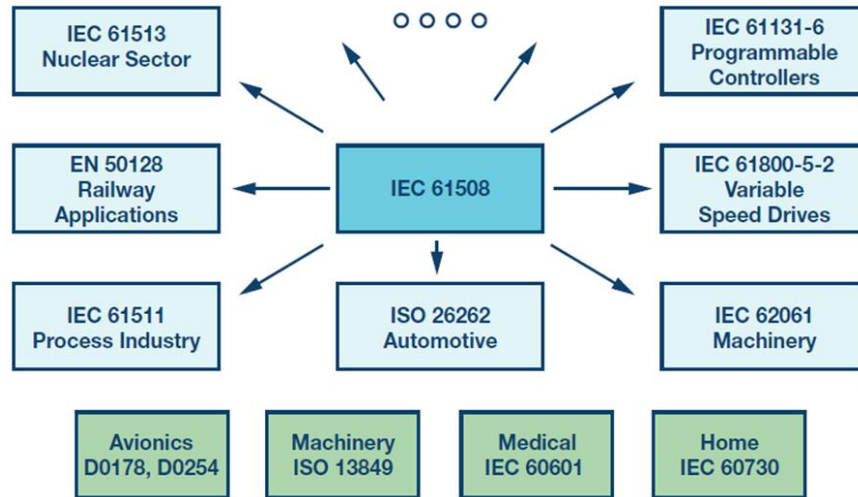 IEC 61513
Nuclear Sector
IEC 61131-6
Programmable
Controllers
EN 50128
Railway
Applications
IEC 61508
IEC 61800-5-2
Variable
Speed Drives
IEC 61511
Process Industry
ISO 26262
Automotive
IEC 62061
Machinery
Avionics
D0178, D0254
Machinery
ISO 13849
Medical
IEC 60601
Home
IEC 60730